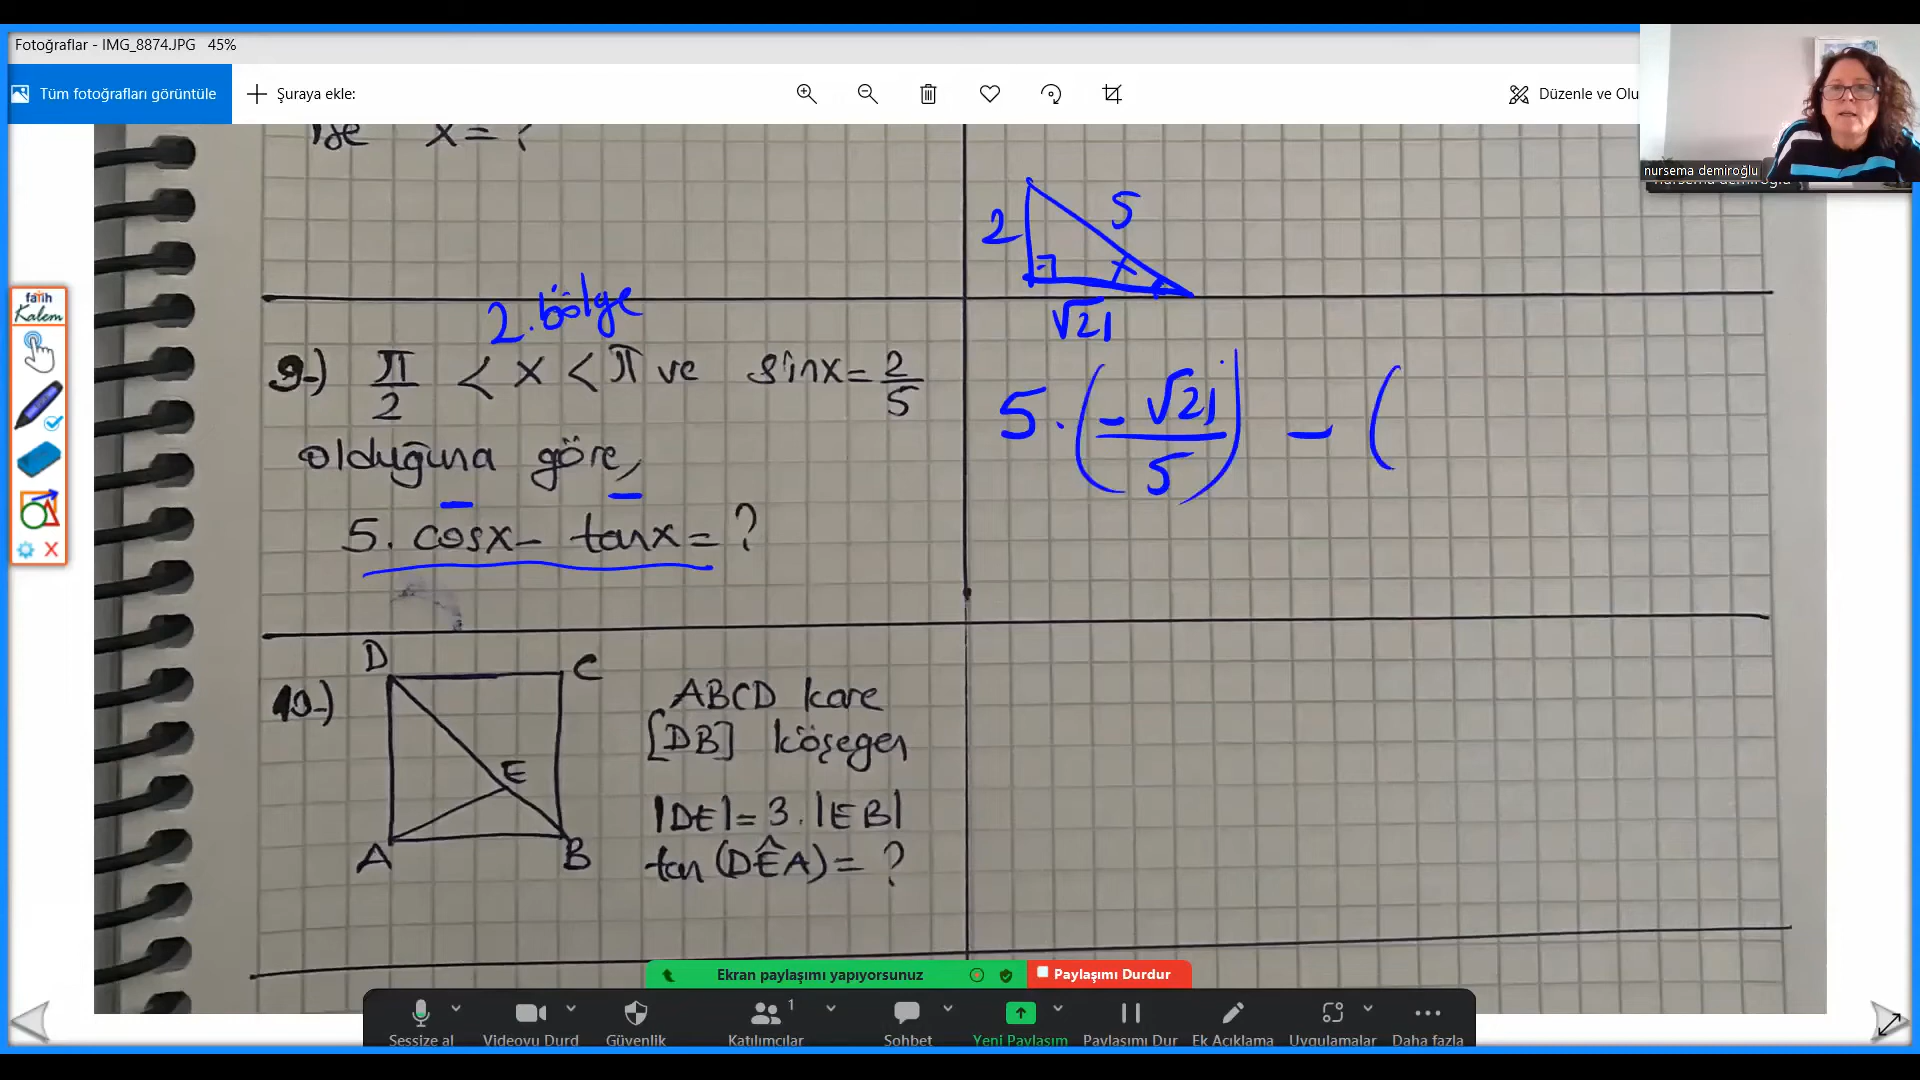 Fotoğraflar - IMG_8874.JPG 45%
Tüm fotoğrafları görüntüle
Şuraya ekle:
Düzenle ve Olu
nursema demiroğlu
ise x = ?
2
5
√21
2. bölge
9-) π/2 < x < π ve sinx = 2/5
olduğuna göre,
5. cosx - tanx = ?
5. (-√21/5) - (
fatih
Kalem
10-)
D
C
E
A
B
ABCD kare
[DB] köşegen
|DE| = 3. |EB|
tan (DÊA) = ?
Ekran paylaşımı yapıyorsunuz
Paylaşımı Durdur
Sessize al
Videoyu Durd
Güvenlik
Katılımcılar
1
Sohbet
Yeni Paylaşım
Paylaşımı Dur
Ek Açıklama
Uygulamalar
Daha fazla